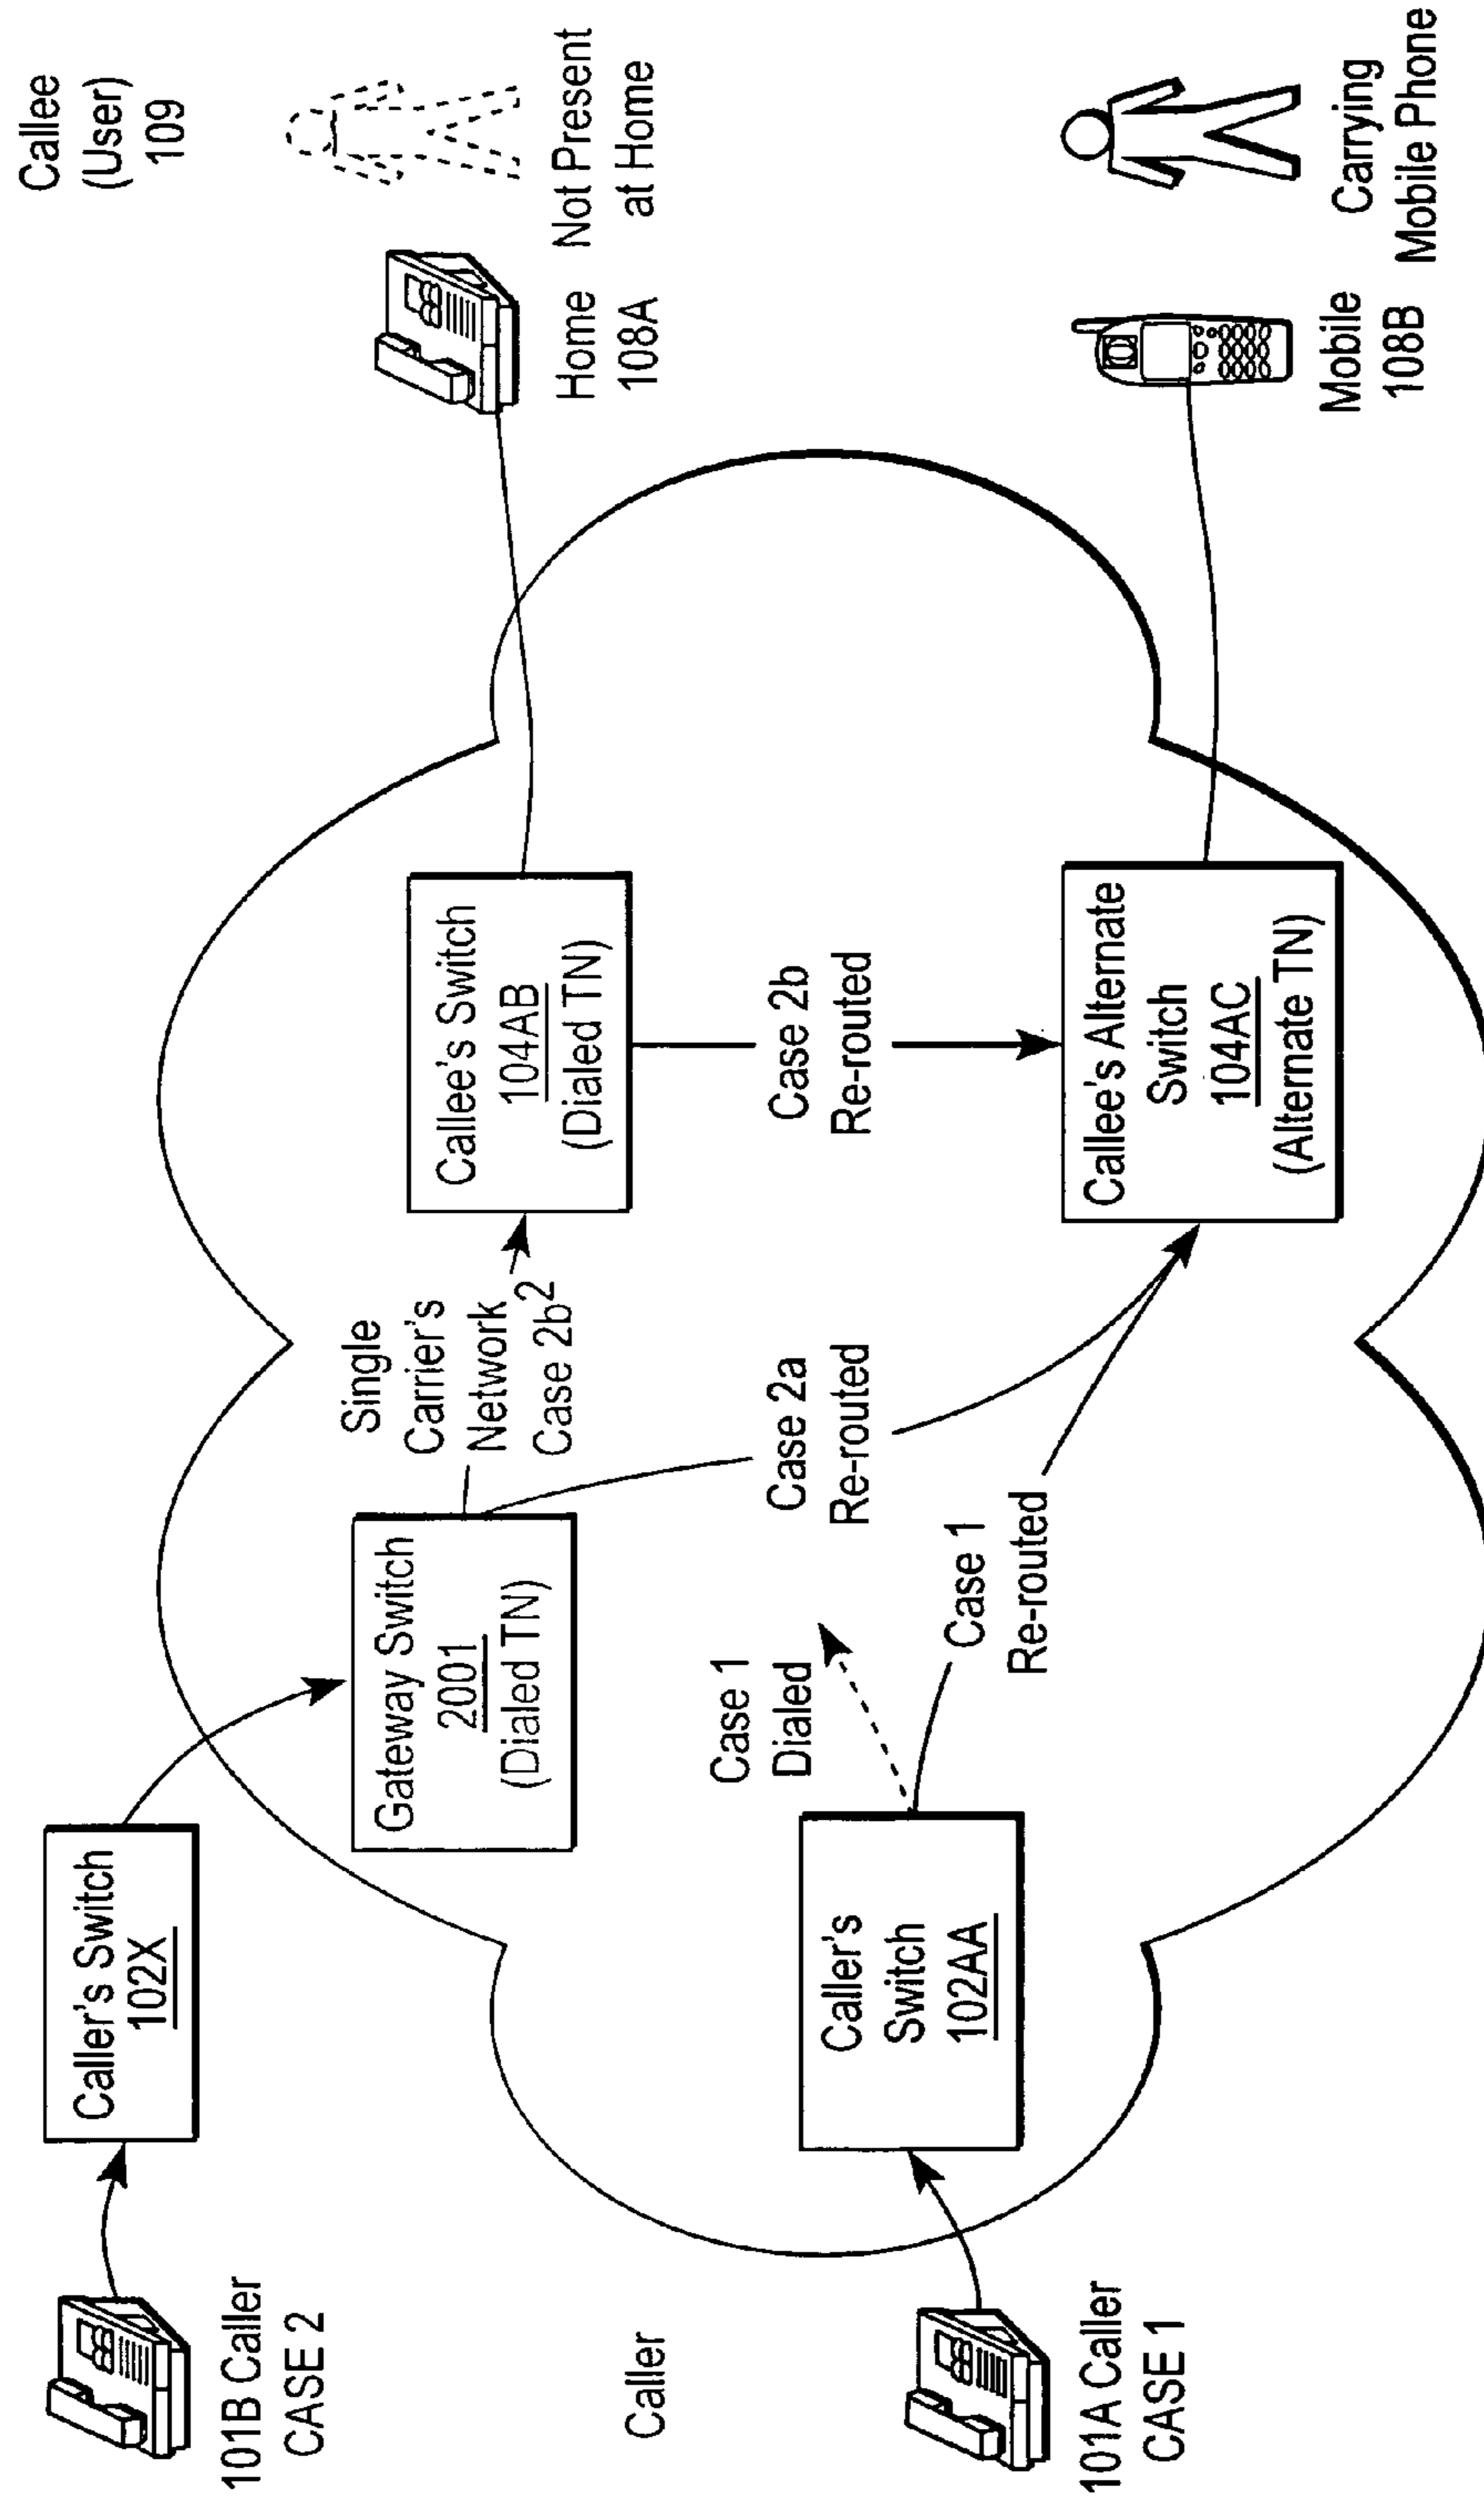 101B Caller
CASE 2
Caller
101A Caller
CASE 1
Caller's Switch
102X
Caller's
Switch
102AA
Gateway Switch
2001
(Dialed TN)
Case 1
Dialed
Case 1
Re-routed
Single
Carrier's
Network
Case 2b²
Case 2a
Re-routed
Callee's Switch
104AB
(Dialed TN)
Case 2b
Re-routed
Callee's Alternate
Switch
104AC
(Alternate TN)
Home
108A
Mobile
108B
Callee
(User)
109
Not Present
at Home
Carrying
Mobile Phone